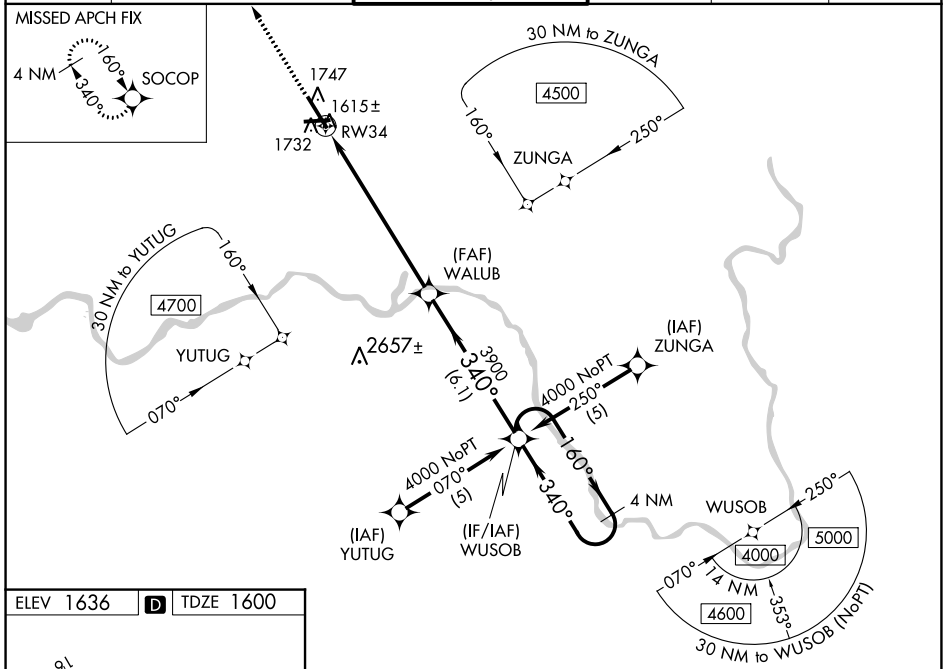 MISSED APCH FIX
4 NM
160°
340°
SOCOP
1747
1615±
1732
RW34
30 NM to ZUNGA
4500
160°
250°
ZUNGA
30 NM to YUTUG
160°
4700
YUTUG
070°
(FAF)
WALUB
2657±
3900
340°
(6.1)
(IAF)
ZUNGA
4000 NoPT
250°
(5)
4000 NoPT
070°
(5)
160°
340°
4 NM
(IAF)
YUTUG
(IF/IAF)
WUSOB
WUSOB
250°
5000
4000
070°
14 NM
353°
4600
30 NM to WUSOB (NoPT)
ELEV 1636
D
TDZE 1600